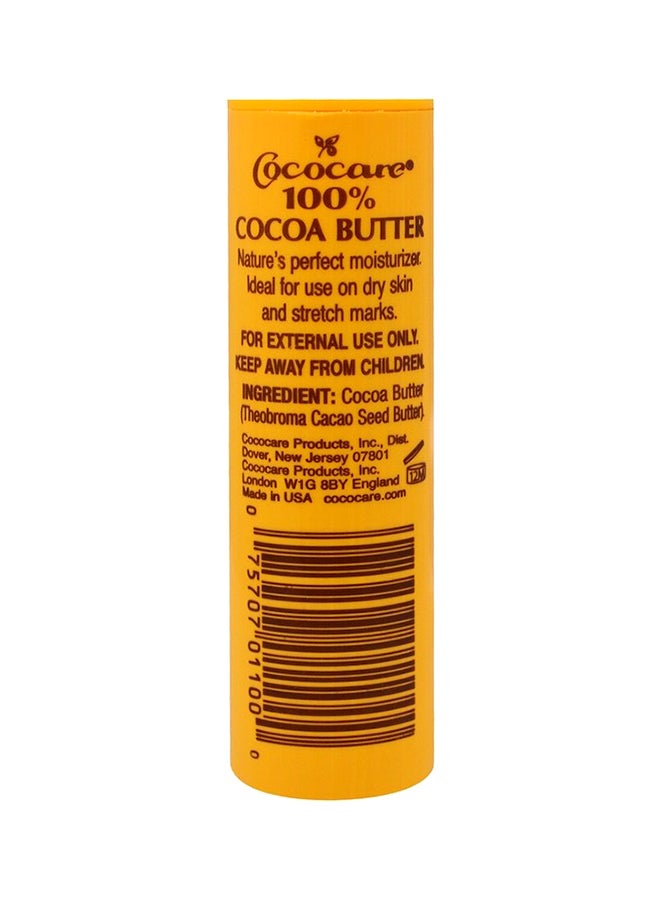 Cococare®
100%
COCOA BUTTER
Nature's perfect moisturizer.
Ideal for use on dry skin
and stretch marks.
FOR EXTERNAL USE ONLY.
KEEP AWAY FROM CHILDREN.
INGREDIENT: Cocoa Butter
(Theobroma Cacao Seed Butter).
Cococare Products, Inc., Dist.
Dover, New Jersey 07801
Cococare Products, Inc.
London W1G 8BY England
Made in USA cococare.com
12M
0 75707 01100 0